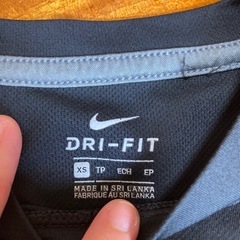 DRI-FIT
XS TP ECH EP
MADE IN SRI LANKA
FABRIQUÉ AU SRI LANKA